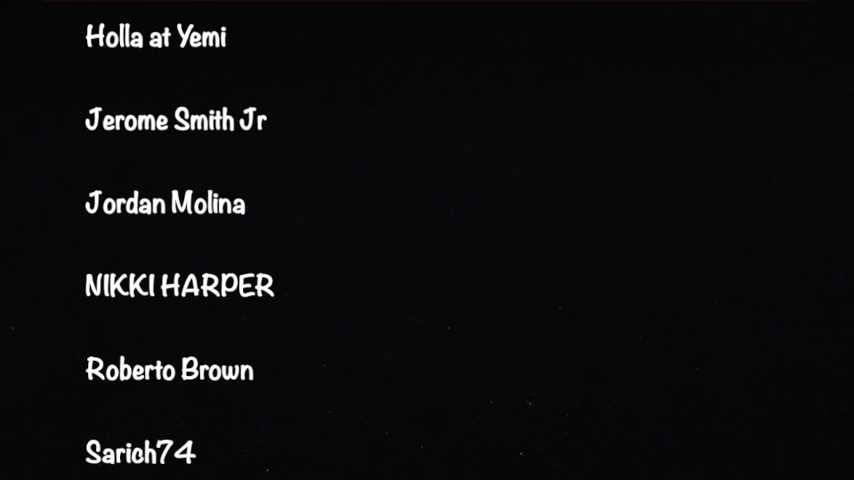 Holla at Yemi
Jerome Smith Jr
Jordan Molina
NIKKI HARPER
Roberto Brown
Sarich74